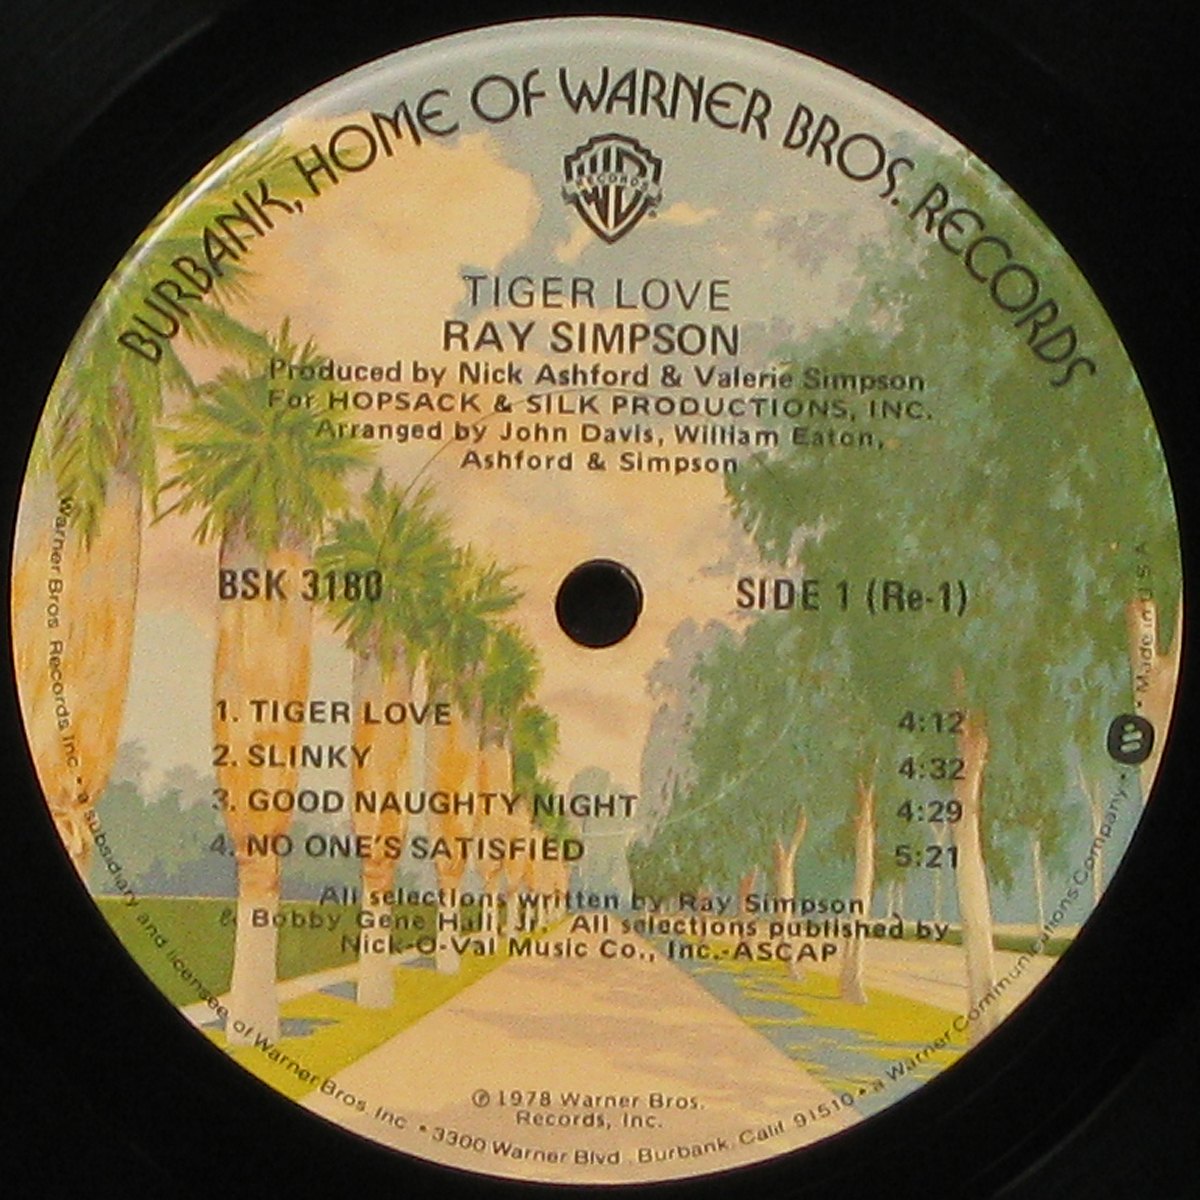 BURBANK, HOME OF WARNER BROS. RECORDS
WB
RECORDS
TIGER LOVE
RAY SIMPSON
Produced by Nick Ashford & Valerie Simpson
For HOPSACK & SILK PRODUCTIONS, INC.
Arranged by John Davis, William Eaton,
Ashford & Simpson
BSK 3180
SIDE 1 (Re-1)
1. TIGER LOVE 4:12
2. SLINKY 4:32
3. GOOD NAUGHTY NIGHT 4:29
4. NO ONE'S SATISFIED 5:21
All selections written by Ray Simpson
& Bobby Gene Hall, Jr. All selections published by
Nick-O-Val Music Co., Inc.-ASCAP
℗ 1978 Warner Bros.
Records, Inc.
Warner Bros. Records Inc. • a subsidiary and licensee of Warner Bros. Inc. • 3300 Warner Blvd., Burbank, Calif. 91510 • a Warner Communications Company • W • Made in U.S.A.